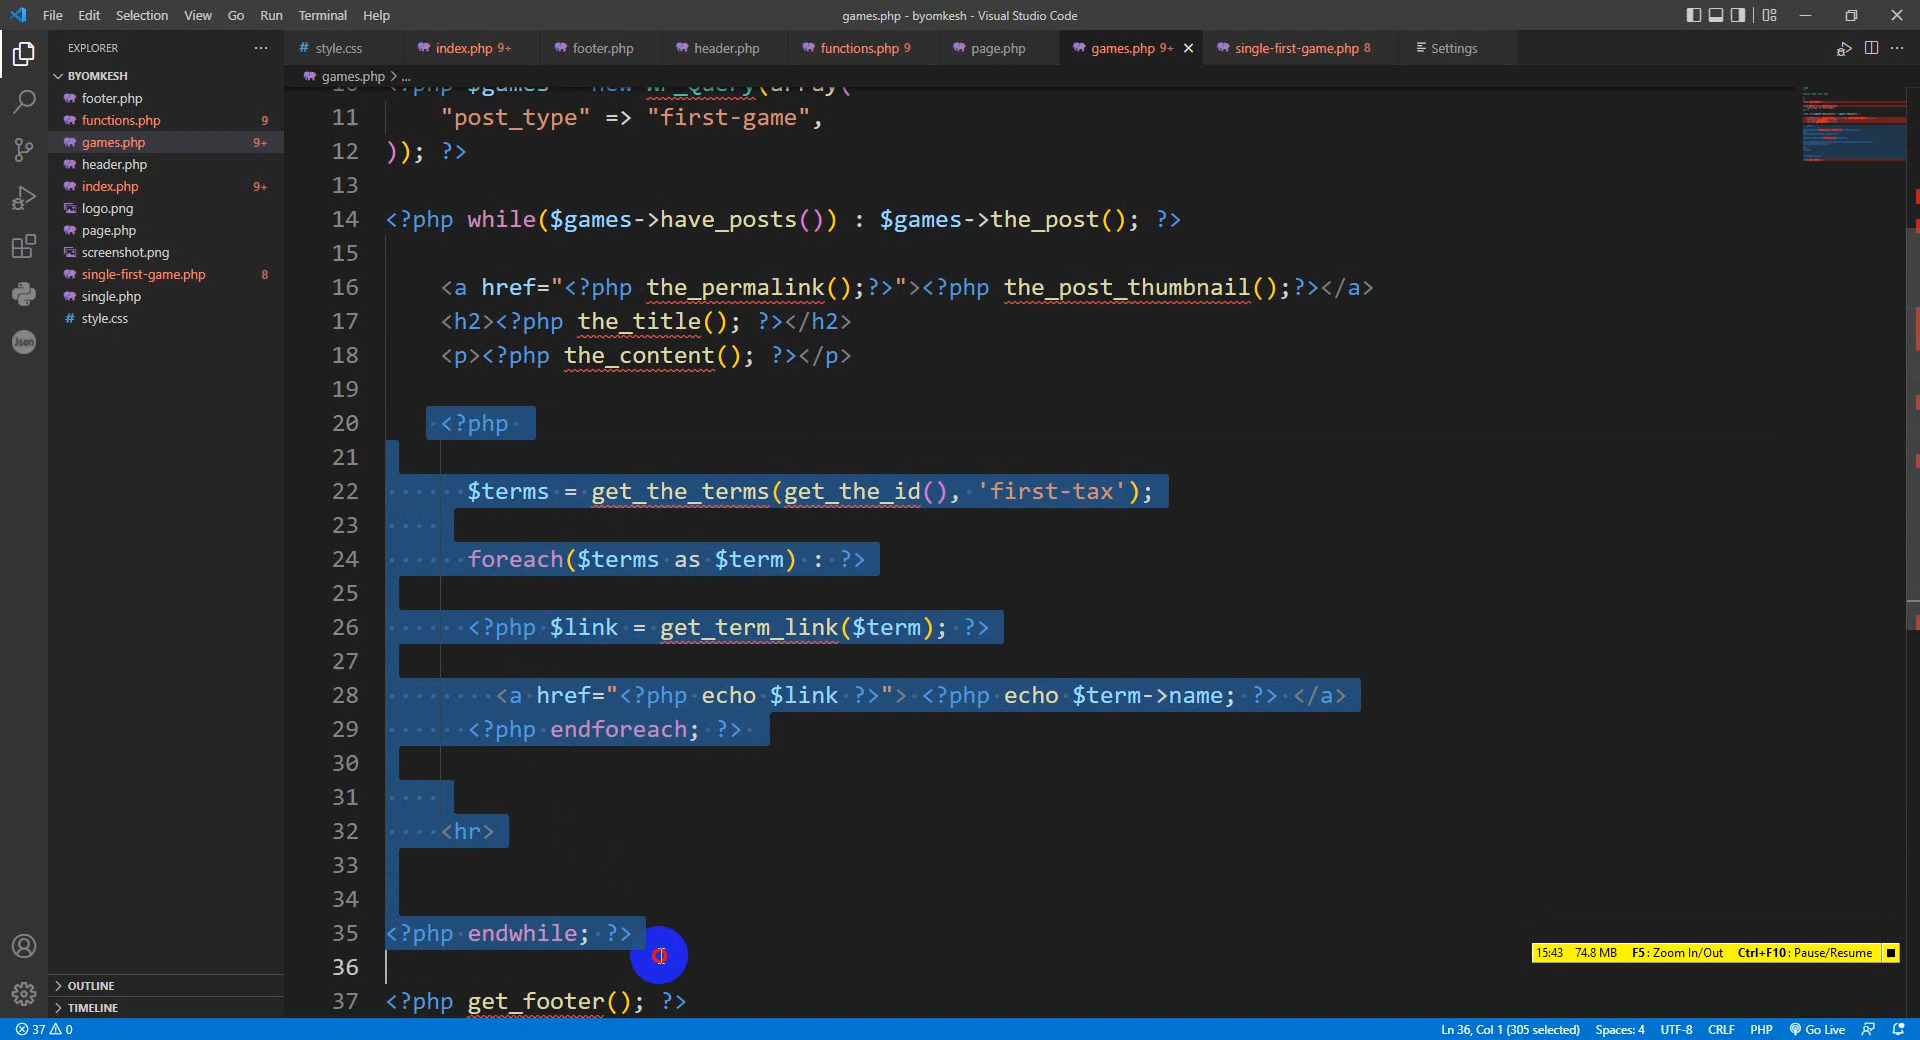 File Edit Selection View Go Run Terminal Help
games.php - byomkesh - Visual Studio Code
EXPLORER
style.css
index.php 9+
footer.php
header.php
functions.php 9
page.php
games.php 9+
single-first-game.php 8
Settings
BYOMKESH
footer.php
functions.php 9
games.php 9+
header.php
index.php 9+
logo.png
page.php
screenshot.png
single-first-game.php 8
single.php
style.css
Json
OUTLINE
TIMELINE
games.php > ...
10 <?php $games = new WP_Query(array(
11 "post_type" => "first-game",
12 )); ?>
13
14 <?php while($games->have_posts()) : $games->the_post(); ?>
15
16 <a href="<?php the_permalink();?>"><?php the_post_thumbnail();?></a>
17 <h2><?php the_title(); ?></h2>
18 <p><?php the_content(); ?></p>
19
20 <?php
21
22 $terms = get_the_terms(get_the_id(), 'first-tax');
23
24 foreach($terms as $term) : ?>
25
26 <?php $link = get_term_link($term); ?>
27
28 <a href="<?php echo $link ?>"> <?php echo $term->name; ?> </a>
29 <?php endforeach; ?>
30
31
32 <hr>
33
34
35 <?php endwhile; ?>
36
37 <?php get_footer(); ?>
15:43 74.8 MB F5: Zoom In/Out Ctrl+F10: Pause/Resume
37 0
Ln 36, Col 1 (305 selected) Spaces: 4 UTF-8 CRLF PHP Go Live